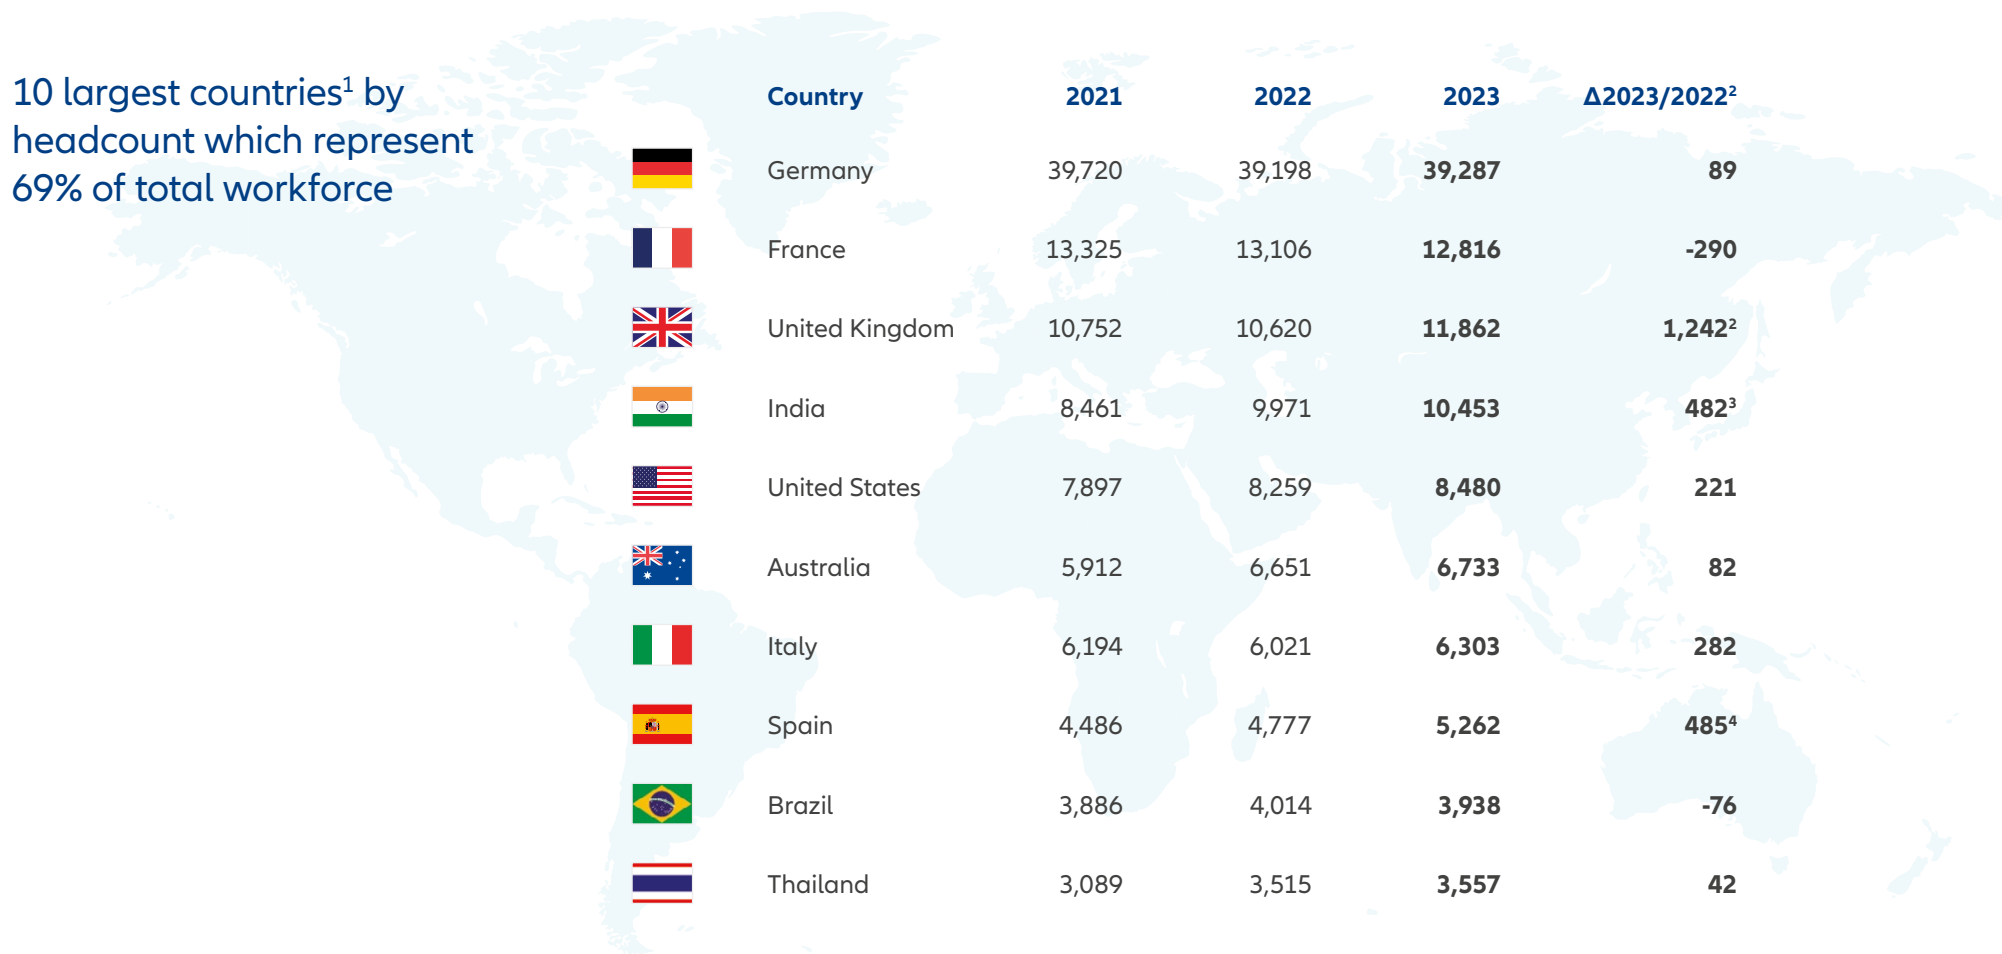 10 largest countries¹ by
headcount which represent
69% of total workforce
Country 2021 2022 2023 Δ2023/2022²
Germany 39,720 39,198 39,287 89
France 13,325 13,106 12,816 -290
United Kingdom 10,752 10,620 11,862 1,242²
India 8,461 9,971 10,453 482³
United States 7,897 8,259 8,480 221
Australia 5,912 6,651 6,733 82
Italy 6,194 6,021 6,303 282
Spain 4,486 4,777 5,262 485⁴
Brazil 3,886 4,014 3,938 -76
Thailand 3,089 3,515 3,557 42